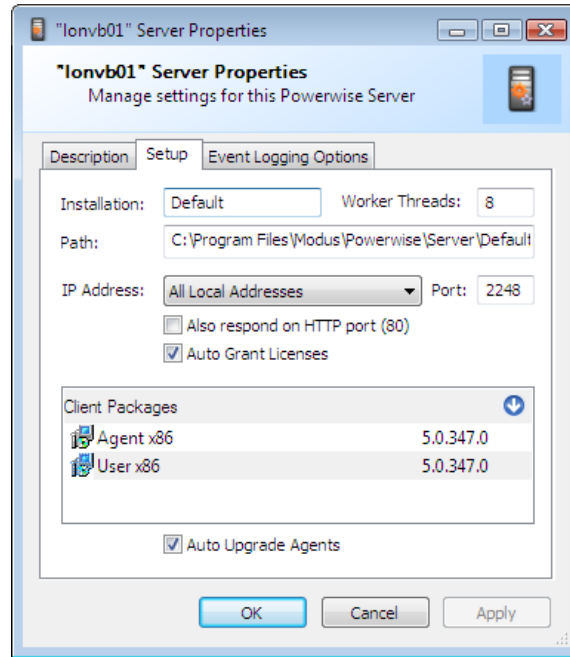 "lonvb01" Server Properties
"lonvb01" Server Properties
Manage settings for this Powerwise Server
Description Setup Event Logging Options
Installation: Default Worker Threads: 8
Path: C:\Program Files\Modus\Powerwise\Server\Default
IP Address: All Local Addresses Port: 2248
Also respond on HTTP port (80)
Auto Grant Licenses
Client Packages
Agent x86 5.0.347.0
User x86 5.0.347.0
Auto Upgrade Agents
OK Cancel Apply